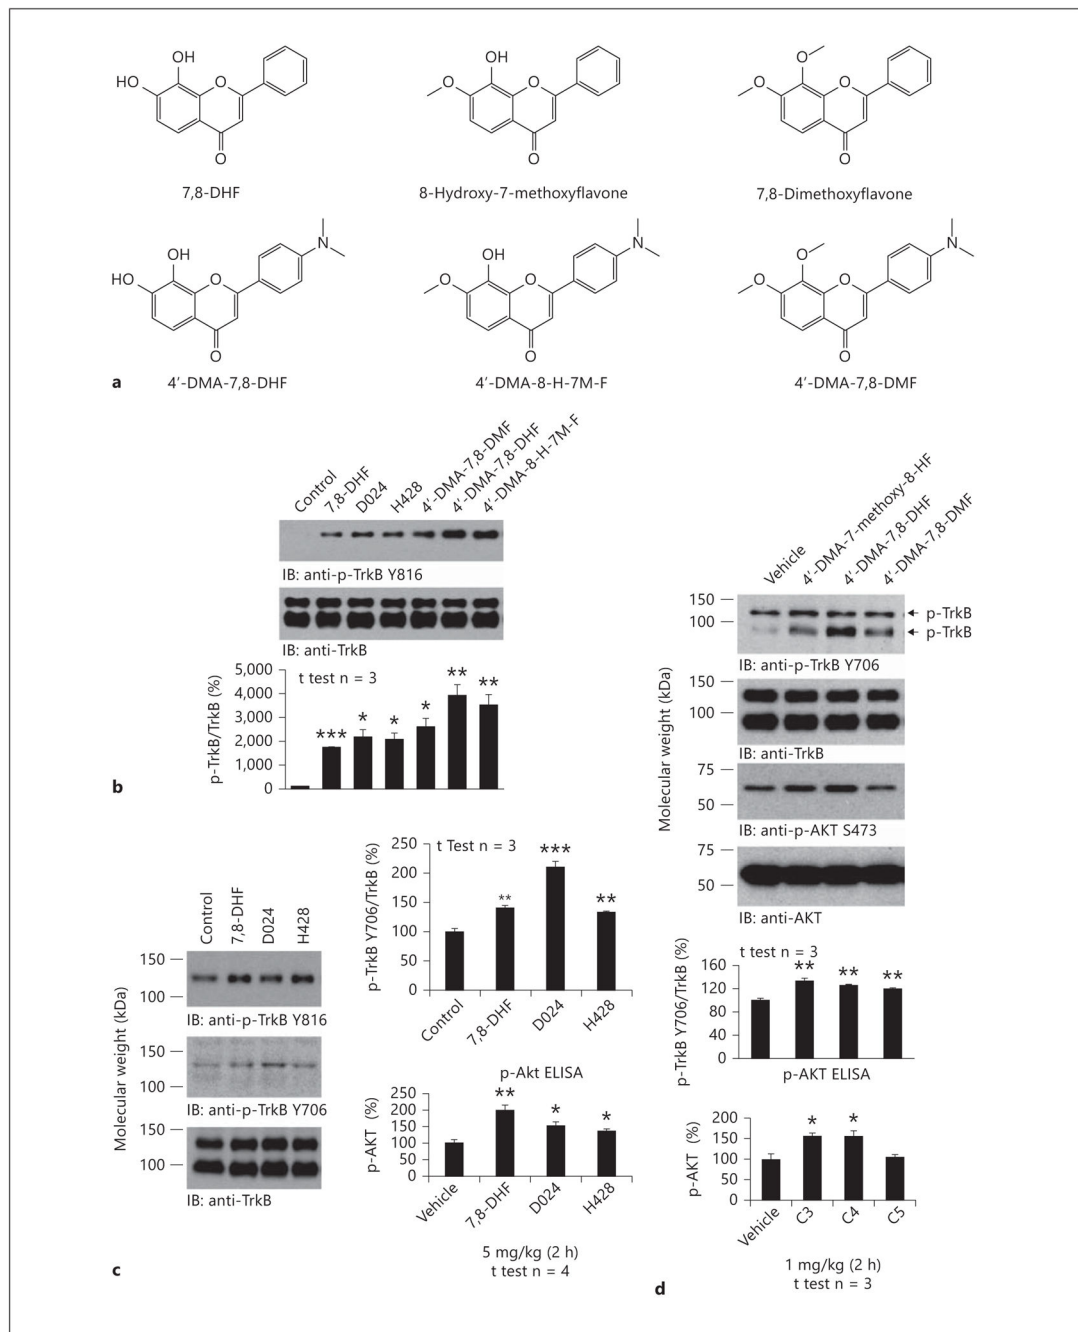 OH
HO
O
O
7,8-DHF
OH
O
O
O
8-Hydroxy-7-methoxyflavone
O
O
O
O
7,8-Dimethoxyflavone
OH
HO
O
O
N
4′-DMA-7,8-DHF
OH
O
O
O
N
4′-DMA-8-H-7M-F
O
O
O
O
N
4′-DMA-7,8-DMF
a
Control
7,8-DHF
D024
H428
4′-DMA-7,8-DMF
4′-DMA-7,8-DHF
4′-DMA-8-H-7M-F
IB: anti-p-TrkB Y816
IB: anti-TrkB
p-TrkB/TrkB (%)
5,000
4,000
3,000
2,000
1,000
0
t test n = 3
***
*
*
*
**
**
b
Control
7,8-DHF
D024
H428
Molecular weight (kDa)
150
100
IB: anti-p-TrkB Y816
150
100
IB: anti-p-TrkB Y706
150
100
IB: anti-TrkB
p-TrkB Y706/TrkB (%)
250
200
150
100
50
0
t Test n = 3
**
***
**
Control
7,8-DHF
D024
H428
p-Akt ELISA
p-AKT (%)
250
200
150
100
50
0
**
*
*
Vehicle
7,8-DHF
D024
H428
5 mg/kg (2 h)
t test n = 4
c
Vehicle
4′-DMA-7-methoxy-8-HF
4′-DMA-7,8-DHF
4′-DMA-7,8-DMF
Molecular weight (kDa)
150
100
p-TrkB
p-TrkB
IB: anti-p-TrkB Y706
150
100
IB: anti-TrkB
75
50
IB: anti-p-AKT S473
75
50
IB: anti-AKT
p-TrkB Y706/TrkB (%)
160
120
80
40
0
t test n = 3
**
**
**
p-AKT ELISA
p-AKT (%)
200
150
100
50
0
*
*
Vehicle
C3
C4
C5
1 mg/kg (2 h)
t test n = 3
d